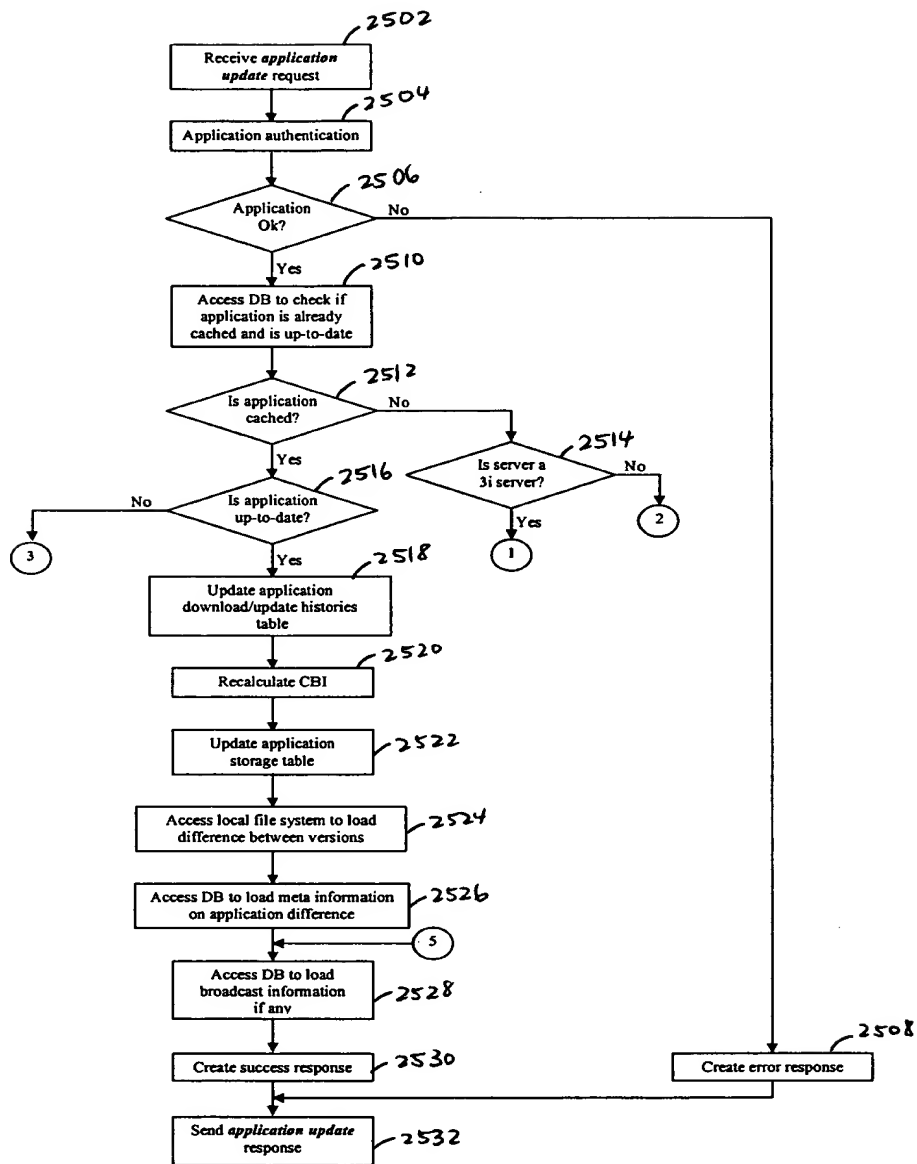 2502
Receive application
update request
2504
Application authentication
2506
Application
Ok?
No
Yes
2510
Access DB to check if
application is already
cached and is up-to-date
2512
Is application
cached?
No
2514
Is server a
3i server?
No
2
Yes
1
Yes
2516
Is application
up-to-date?
No
3
Yes
2518
Update application
download/update histories
table
2520
Recalculate CBI
2522
Update application
storage table
2524
Access local file system to load
difference between versions
2526
Access DB to load meta information
on application difference
5
Access DB to load
broadcast information
if any
2528
2508
Create success response
2530
Create error response
Send application update
response
2532